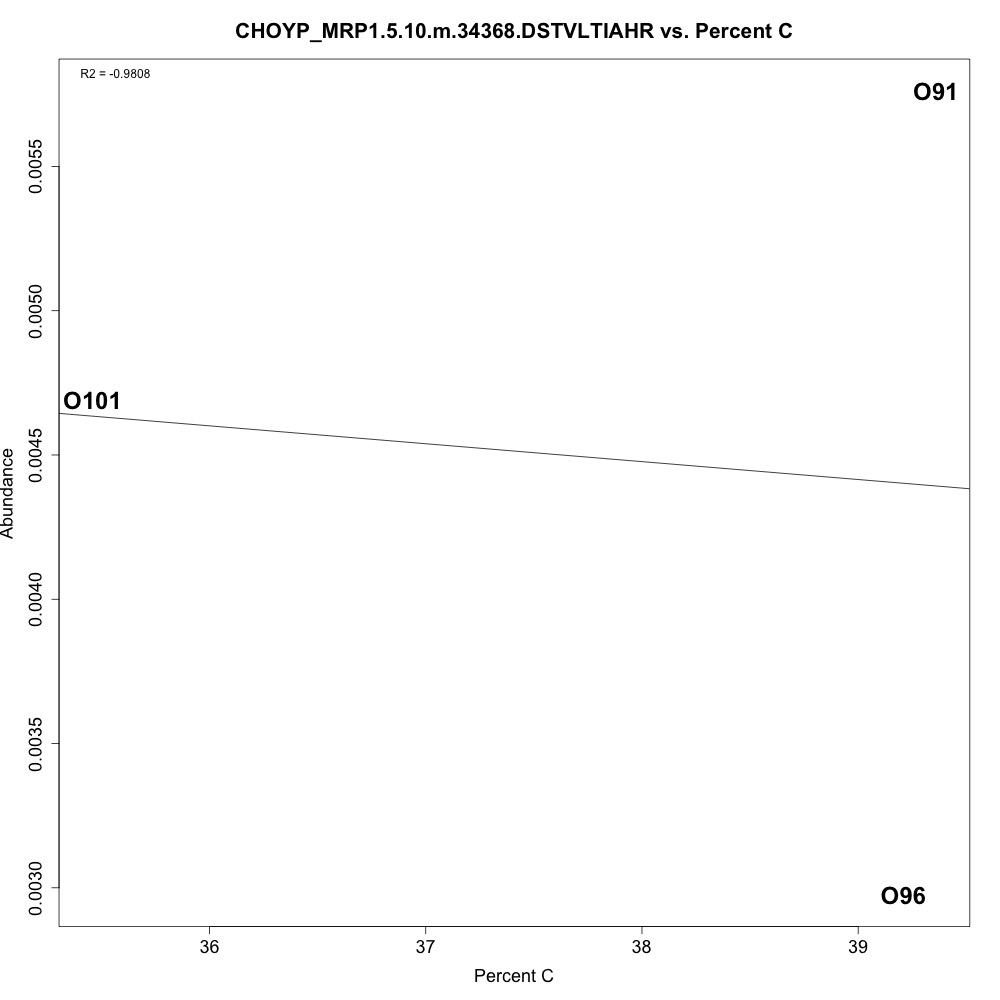 CHOYP_MRP1.5.10.m.34368.DSTVLTIAHR vs. Percent C
R2 = -0.9808
O91
0.0055
0.0050
O101
0.0045
Abundance
0.0040
0.0035
0.0030
O96
36 37 38 39
Percent C